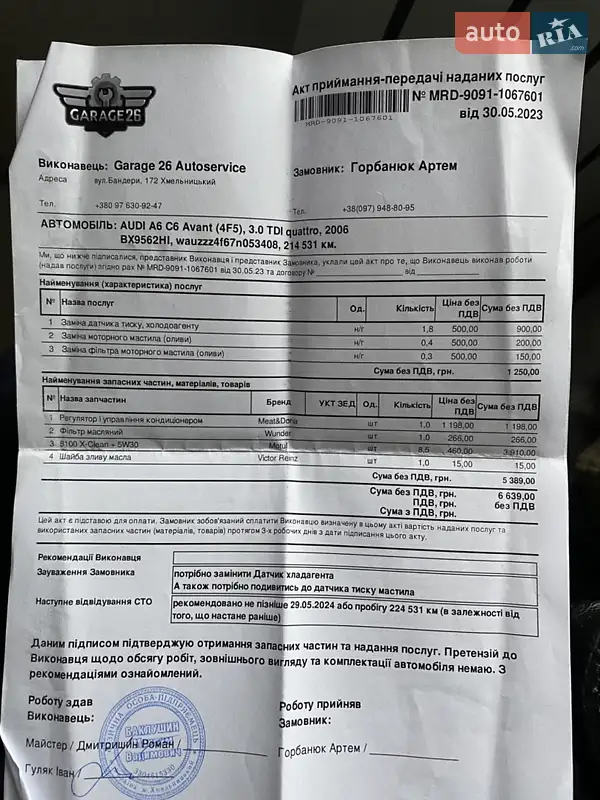 auto RIA .com
GARAGE26
Акт приймання-передачі наданих послуг
№ MRD-9091-1067601
MRD-9091-1067601
від 30.05.2023
Виконавець: Garage 26 Autoservice
Замовник: Горбанюк Артем
Адреса вул.Бандери, 172 Хмельницький
Тел. +380 97 630-92-47
Тел. +38(097) 948-80-95
АВТОМОБІЛЬ: AUDI A6 C6 Avant (4F5), 3.0 TDI quattro, 2006
BX9562HI, wauzzz4f67n053408, 214 531 км.
Ми, що нижче підписалися, представник Виконавця і представник Замовника, уклали цей акт про те, що Виконавець виконав роботи
(надав послуги) згідно рах № MRD-9091-1067601 від 30.05.23 та договору № від
Найменування (характеристика) послуг
№ Назва послуг Од. Кількість Ціна без ПДВ Сума без ПДВ
1 Заміна датчика тиску, холодоагенту н/г 1,8 500,00 900,00
2 Заміна моторного мастила (оливи) н/г 0,4 500,00 200,00
3 Заміна фільтра моторного мастила (оливи) н/г 0,3 500,00 150,00
Сума без ПДВ, грн. 1 250,00
Найменування запасних частин, матеріалів, товарів
№ Назва запчастин Бренд УКТ ЗЕД Од. Кількість Ціна без ПДВ Сума без ПДВ
1 Регулятор і управління кондиціонером Meat&Doria шт 1,0 1 198,00 1 198,00
2 Фільтр масляний Wunder шт 1,0 266,00 266,00
3 8100 X-Clean + 5W30 Motul шт 8,5 460,00 3 910,00
4 Шайба зливу масла Victor Reinz шт 1,0 15,00 15,00
Сума без ПДВ, грн. 5 389,00
Сума без ПДВ, грн. 6 639,00
ПДВ, грн. без ПДВ
Сума з ПДВ, грн.
Цей акт є підставою для оплати. Замовник зобов'язаний сплатити Виконавцю визначену в цьому акті вартість наданих послуг та
використаних запасних частин (матеріалів, товарів) протягом 3-х робочих днів з дати підписання цього акту.
Рекомендації Виконавця
Зауваження Замовника потрібно замінити Датчик хладагента
А також потрібно подивитись до датчика тиску мастила
Наступне відвідування СТО рекомендовано не пізніше 29.05.2024 або пробігу 224 531 км (в залежності від
того, що настане раніше)
Даним підписом підтверджую отримання запасних частин та надання послуг. Претензій до
Виконавця щодо обсягу робіт, зовнішнього вигляду та комплектації автомобіля немаю. З
рекомендаціями ознайомлений.
Роботу здав
Виконавець:
Роботу прийняв
Замовник:
Майстер / Дмитришин Роман /
Горбанюк Артем /
Гуляк Іван /
БАКЛУШИН
Вадимович